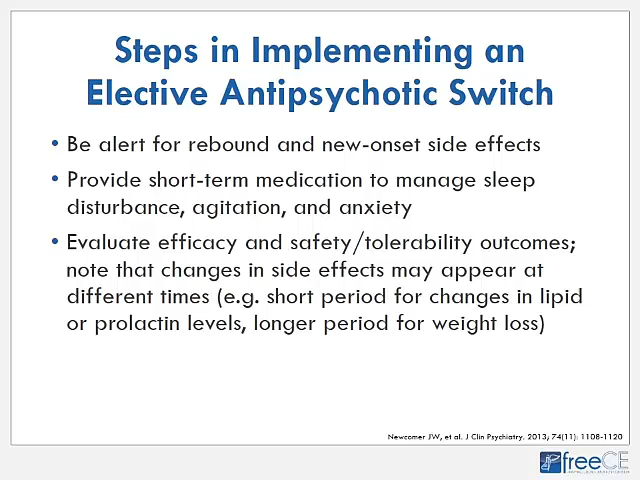 Steps in Implementing an
Elective Antipsychotic Switch
• Be alert for rebound and new-onset side effects
• Provide short-term medication to manage sleep
disturbance, agitation, and anxiety
• Evaluate efficacy and safety/tolerability outcomes;
note that changes in side effects may appear at
different times (e.g. short period for changes in lipid
or prolactin levels, longer period for weight loss)
Newcomer JW, et al. J Clin Psychiatry. 2013; 74(11): 1108-1120
freeCE